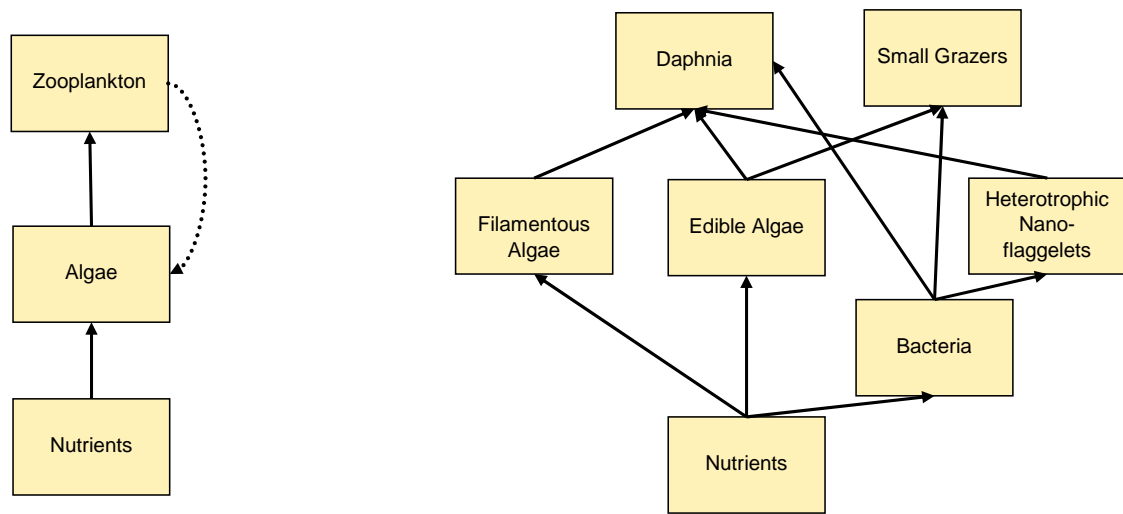 Zooplankton
Algae
Nutrients
Daphnia
Small Grazers
Filamentous
Algae
Edible Algae
Heterotrophic
Nano-
flaggelets
Bacteria
Nutrients